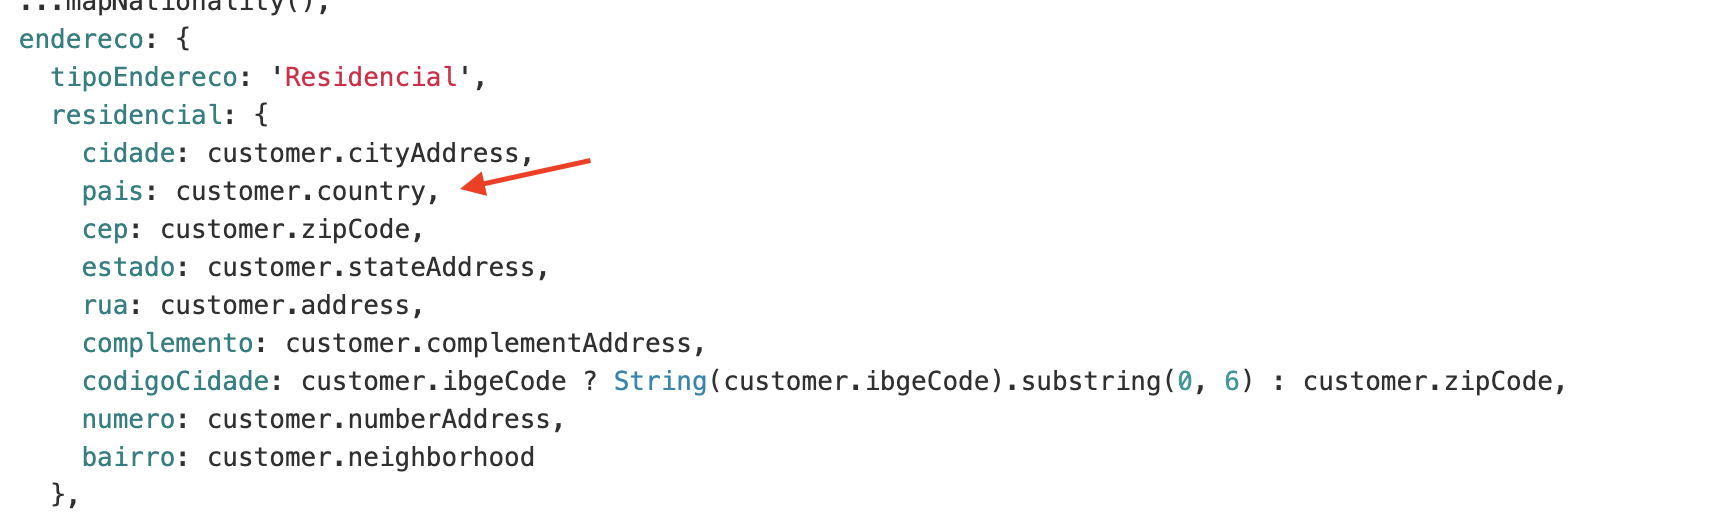 ...mapNationality(),
endereco: {
tipoEndereco: 'Residencial',
residencial: {
cidade: customer.cityAddress,
pais: customer.country,
cep: customer.zipCode,
estado: customer.stateAddress,
rua: customer.address,
complemento: customer.complementAddress,
codigoCidade: customer.ibgeCode ? String(customer.ibgeCode).substring(0, 6) : customer.zipCode,
numero: customer.numberAddress,
bairro: customer.neighborhood
},